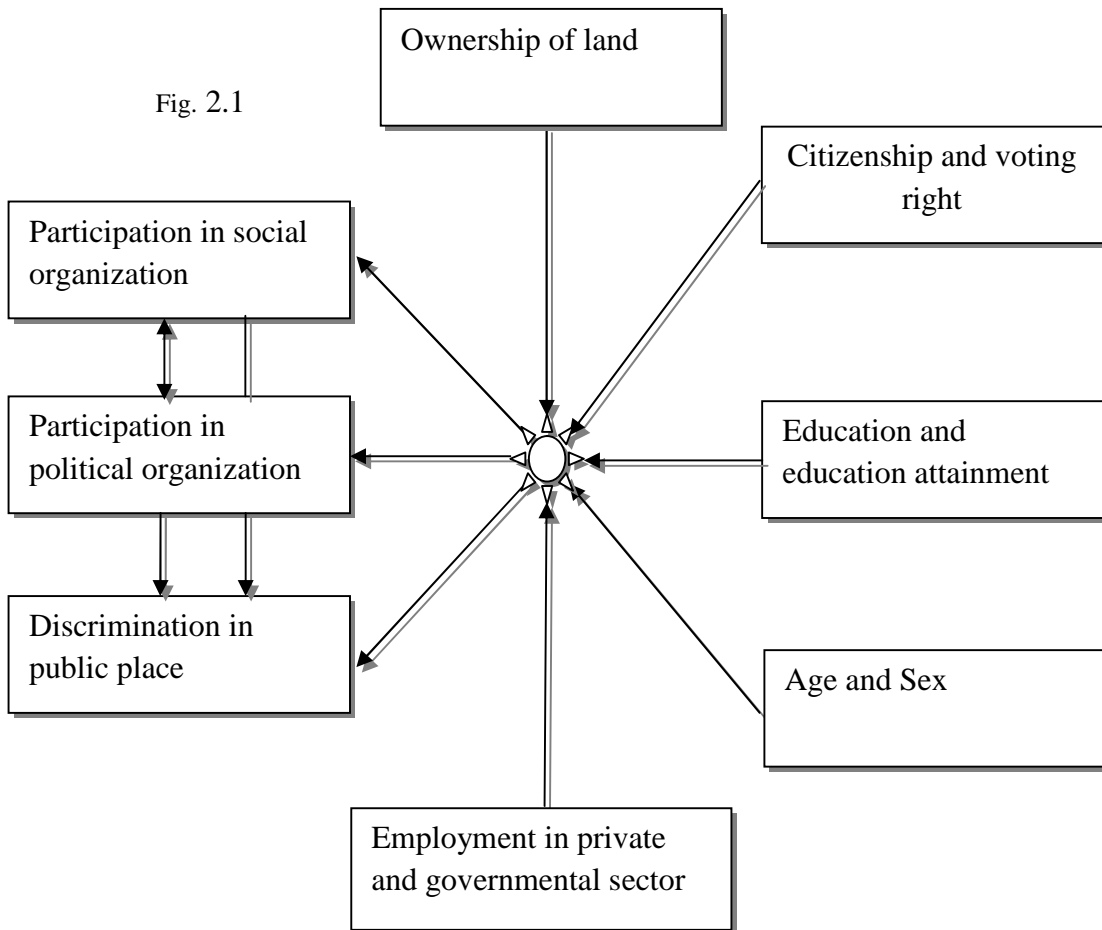 Ownership of land
Fig. 2.1
Citizenship and voting
right
Participation in social
organization
Participation in
political organization
Education and
education attainment
Discrimination in
public place
Age and Sex
Employment in private
and governmental sector